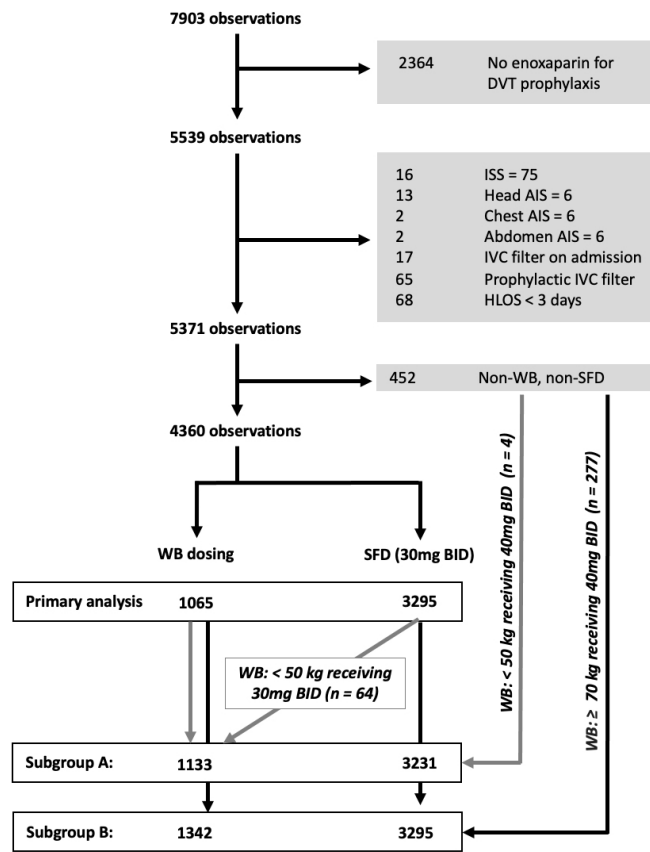 7903 observations
2364 No enoxaparin for
DVT prophylaxis
5539 observations
16 ISS = 75
13 Head AIS = 6
2 Chest AIS = 6
2 Abdomen AIS = 6
17 IVC filter on admission
65 Prophylactic IVC filter
68 HLOS < 3 days
5371 observations
452 Non-WB, non-SFD
4360 observations
WB: < 50 kg receiving 40mg BID (n = 4)
WB: ≥ 70 kg receiving 40mg BID (n = 277)
WB dosing SFD (30mg BID)
Primary analysis 1065 3295
WB: < 50 kg receiving
30mg BID (n = 64)
Subgroup A: 1133 3231
Subgroup B: 1342 3295